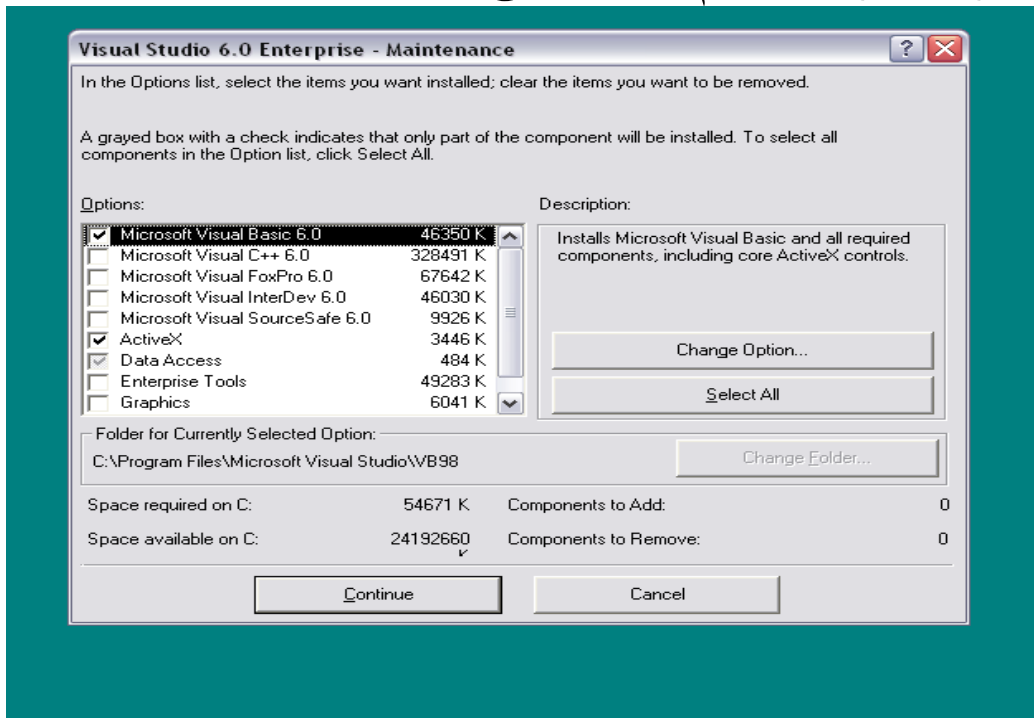 Visual Studio 6.0 Enterprise - Maintenance
In the Options list, select the items you want installed; clear the items you want to be removed.
A grayed box with a check indicates that only part of the component will be installed. To select all
components in the Option list, click Select All.
Options:
Microsoft Visual Basic 6.0 46350 K
Microsoft Visual C++ 6.0 328491 K
Microsoft Visual FoxPro 6.0 67642 K
Microsoft Visual InterDev 6.0 46030 K
Microsoft Visual SourceSafe 6.0 9926 K
ActiveX 3446 K
Data Access 484 K
Enterprise Tools 49283 K
Graphics 6041 K
Description:
Installs Microsoft Visual Basic and all required
components, including core ActiveX controls.
Change Option...
Select All
Folder for Currently Selected Option:
C:\Program Files\Microsoft Visual Studio\VB98
Change Folder...
Space required on C: 54671 K
Components to Add: 0
Space available on C: 24192660
Components to Remove: 0
Continue
Cancel